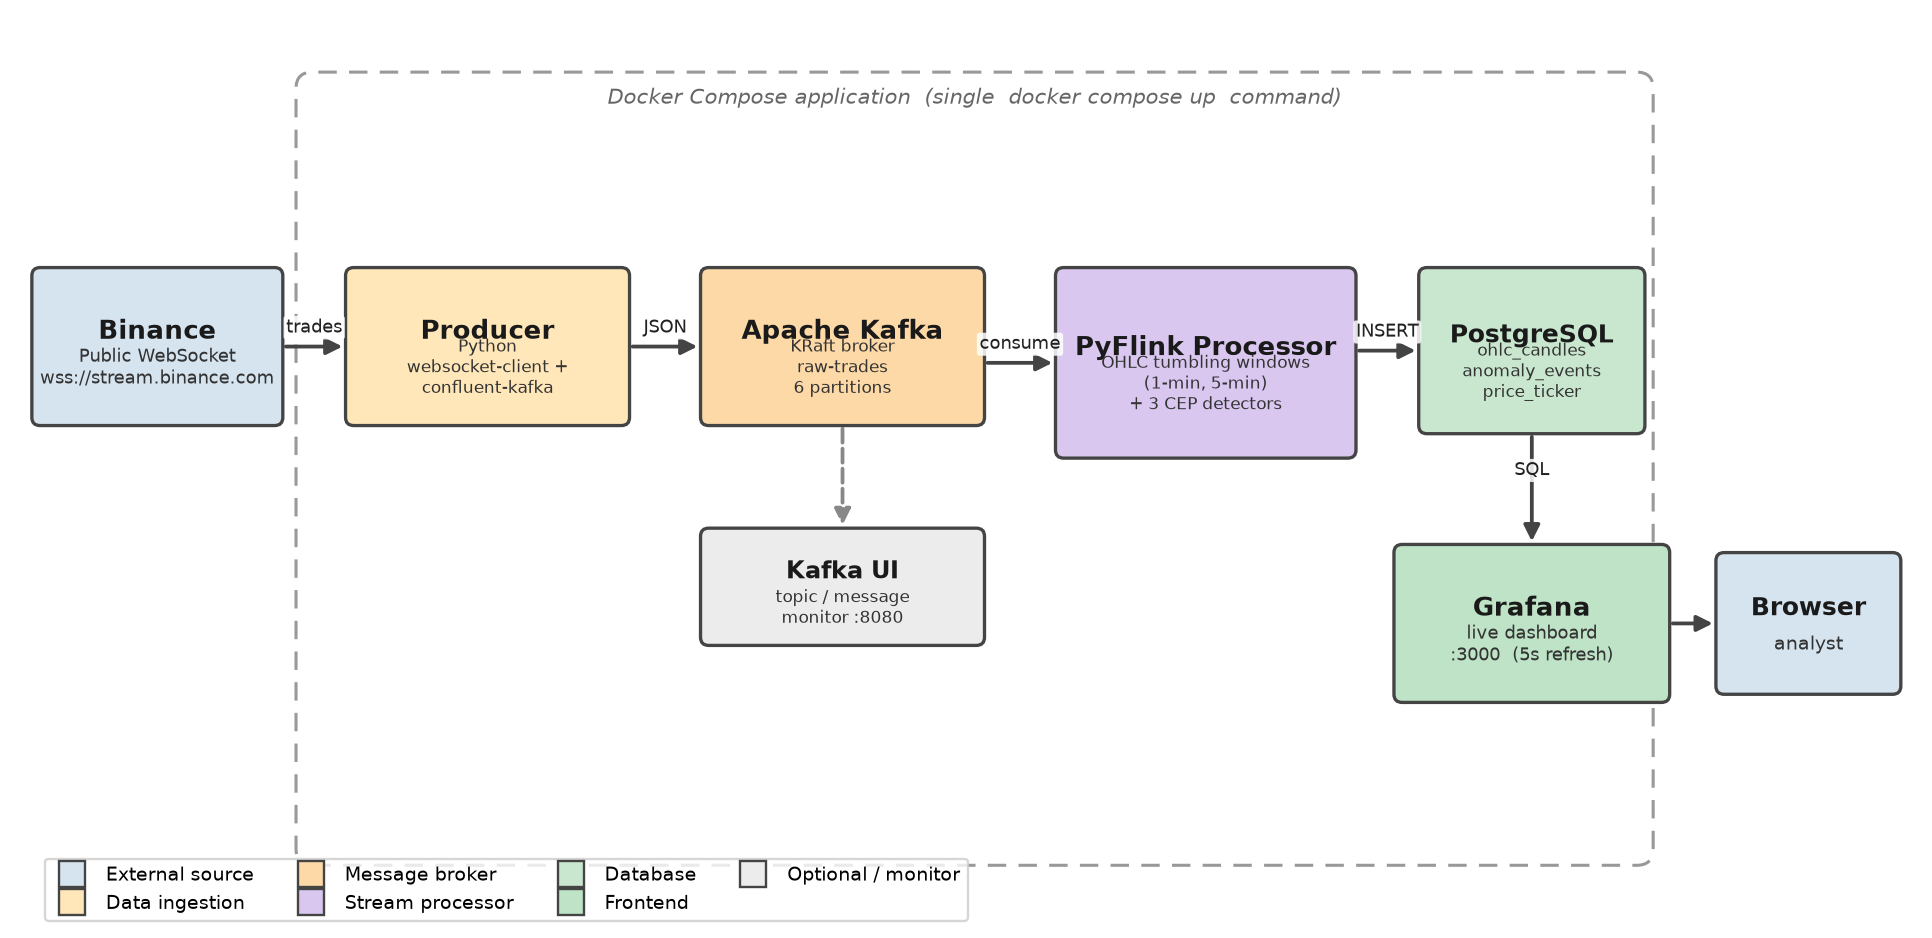 Docker Compose application (single docker compose up command)
Binance
Public WebSocket
wss://stream.binance.com
trades
Producer
Python
websocket-client +
confluent-kafka
JSON
Apache Kafka
KRaft broker
raw-trades
6 partitions
consume
PyFlink Processor
OHLC tumbling windows
(1-min, 5-min)
+ 3 CEP detectors
INSERT
PostgreSQL
ohlc_candles
anomaly_events
price_ticker
SQL
Kafka UI
topic / message
monitor :8080
Grafana
live dashboard
:3000 (5s refresh)
Browser
analyst
External source
Data ingestion
Message broker
Stream processor
Database
Frontend
Optional / monitor